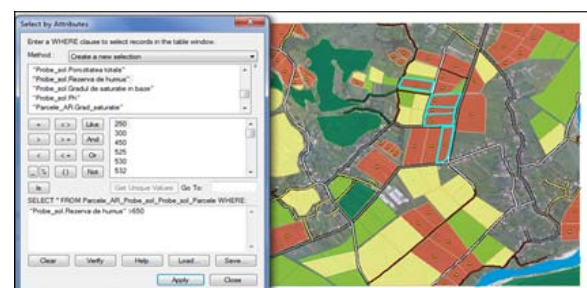 Select by Attributes
Enter a WHERE clause to select records in the table window.
Method : Create a new selection
"Probe_sol.Porozitatea totala"
"Probe_sol.Rezerva de humus"
"Probe_sol.Gradul de saturatie in baze"
"Probe_sol.Ph"
"Parcele_AR.Grad_saturatie"
= < > Like
> > = And
< < = Or
_ % ( ) Not
Is
250
300
450
525
530
532
Get Unique Values Go To:
SELECT * FROM Parcele_AR_Probe_sol_Probe_sol_Parcele WHERE:
"Probe_sol.Rezerva de humus" >650
Clear Verify Help Load... Save...
Apply Close